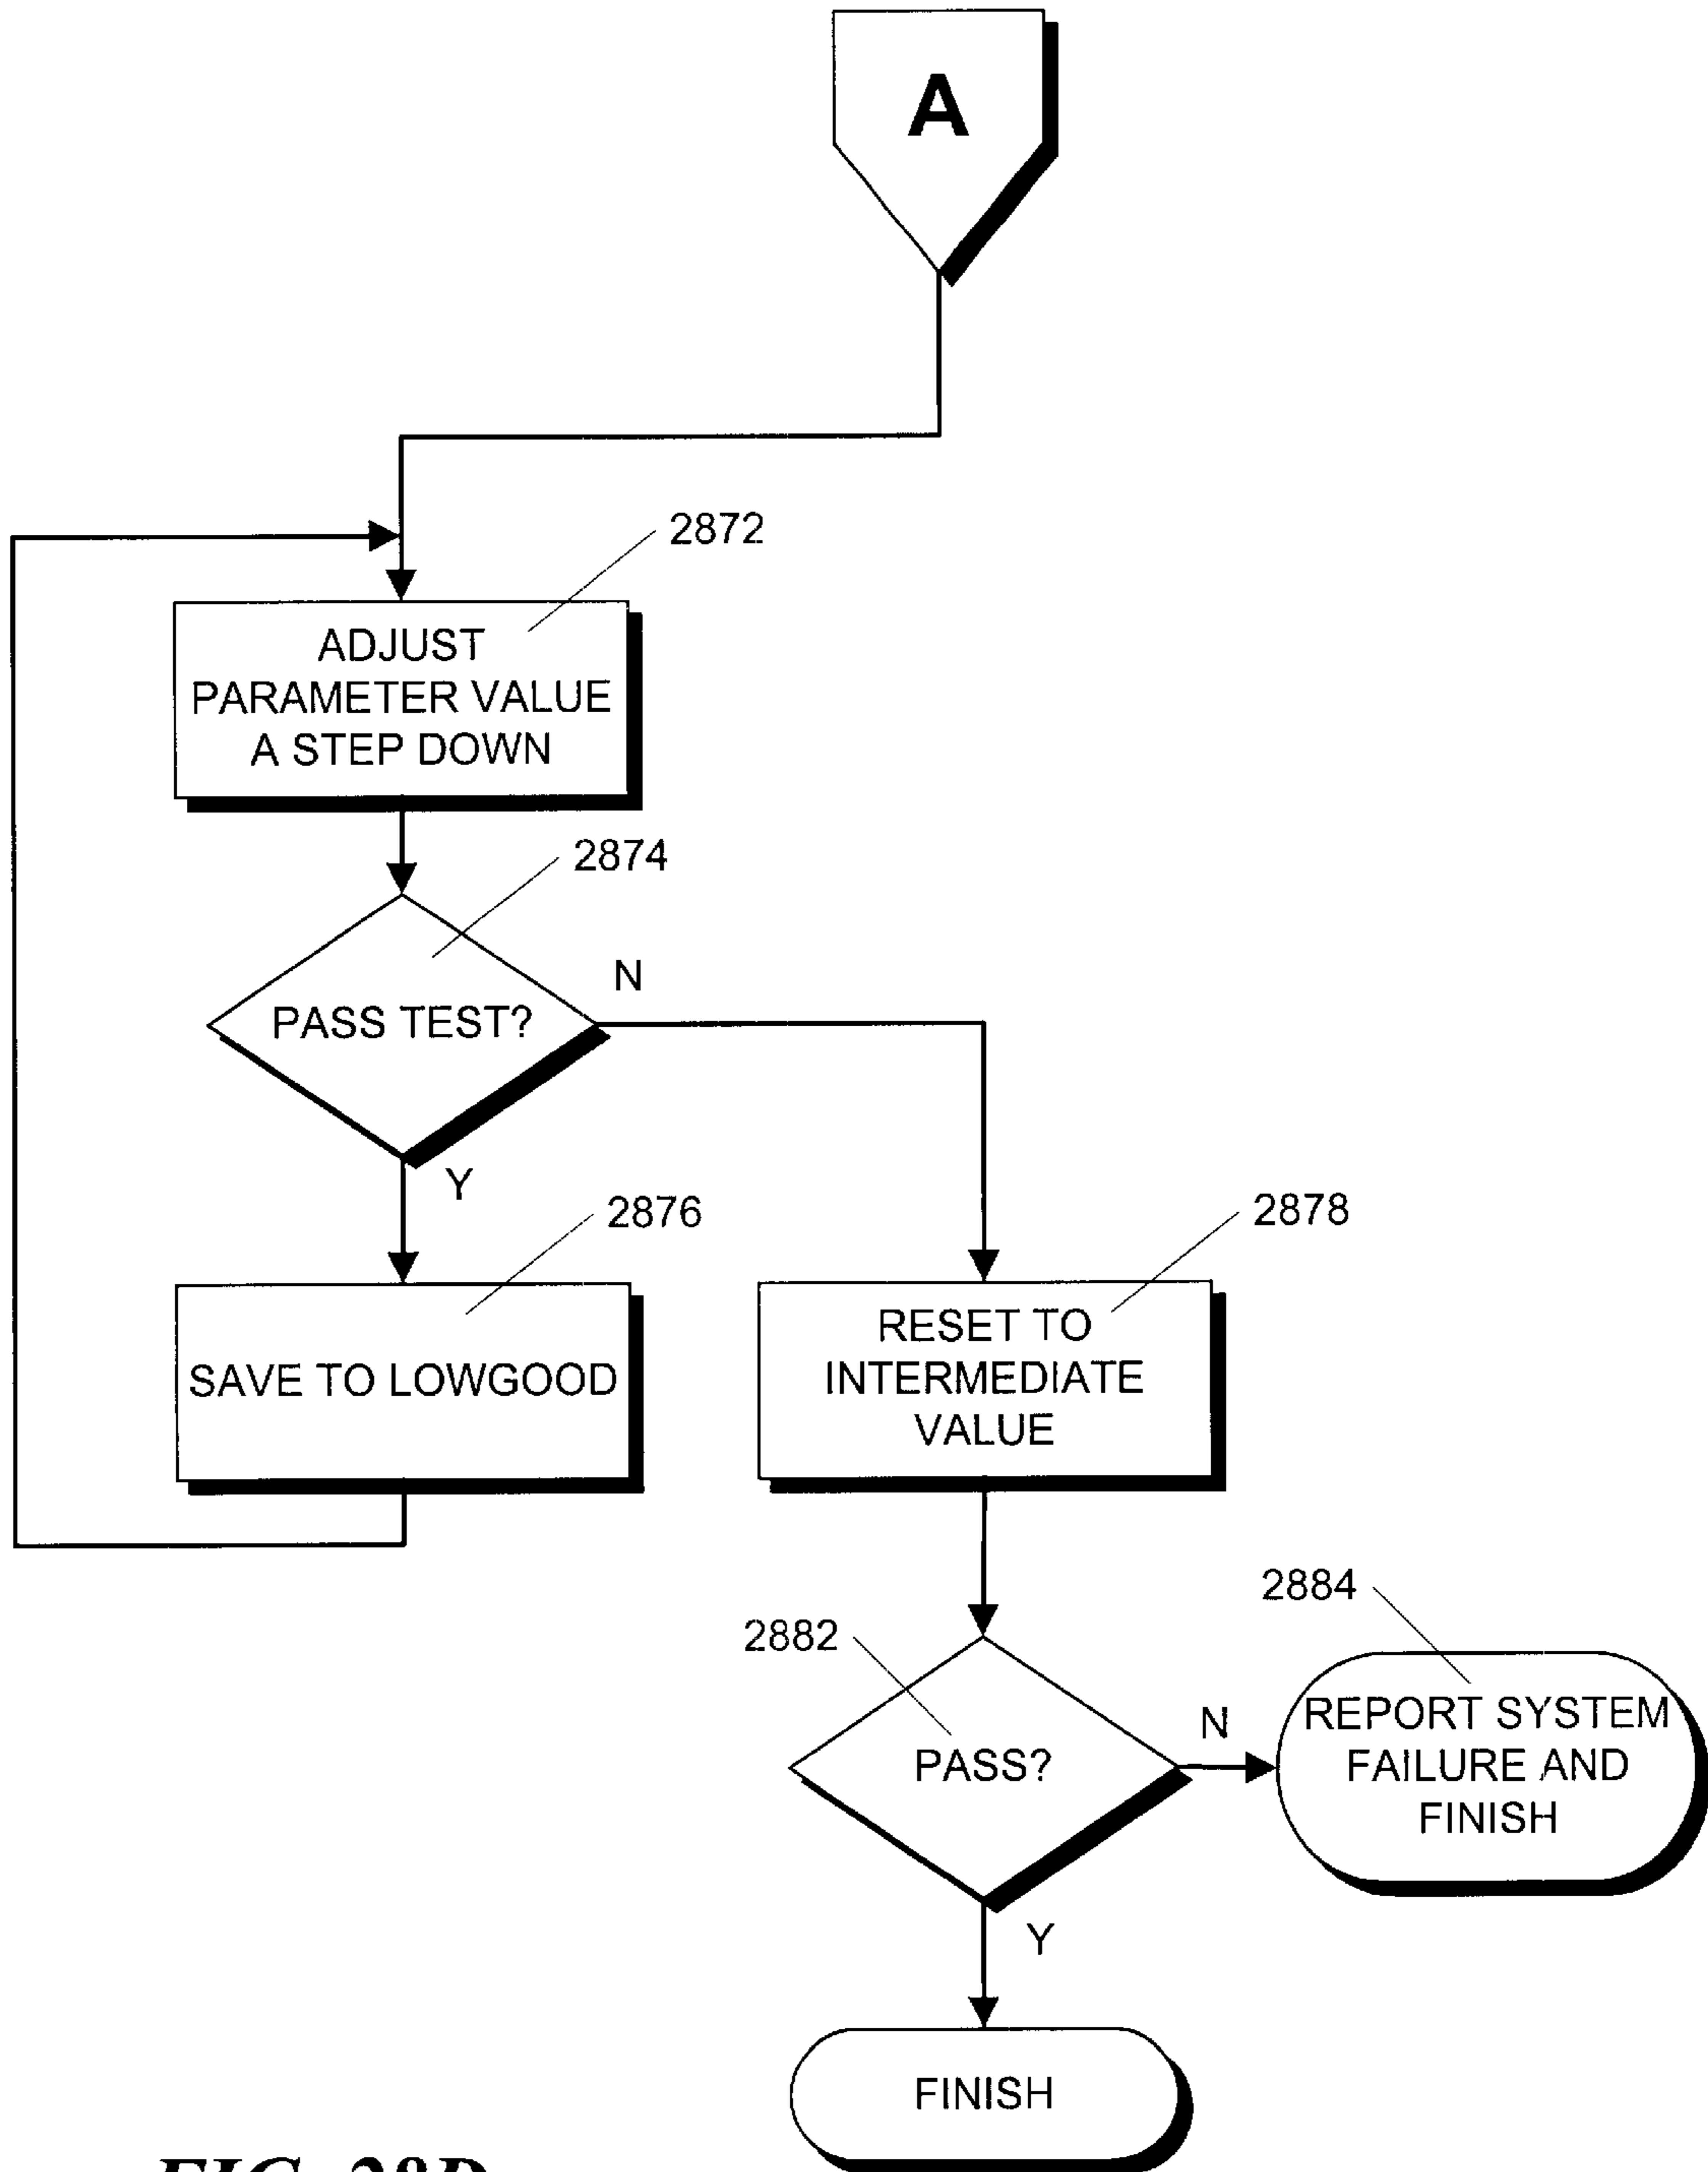 A
2872
ADJUST
PARAMETER VALUE
A STEP DOWN
2874
N
PASS TEST?
Y
2876
2878
SAVE TO LOWGOOD
RESET TO
INTERMEDIATE
VALUE
2884
2882
N
REPORT SYSTEM
FAILURE AND
FINISH
PASS?
Y
FINISH